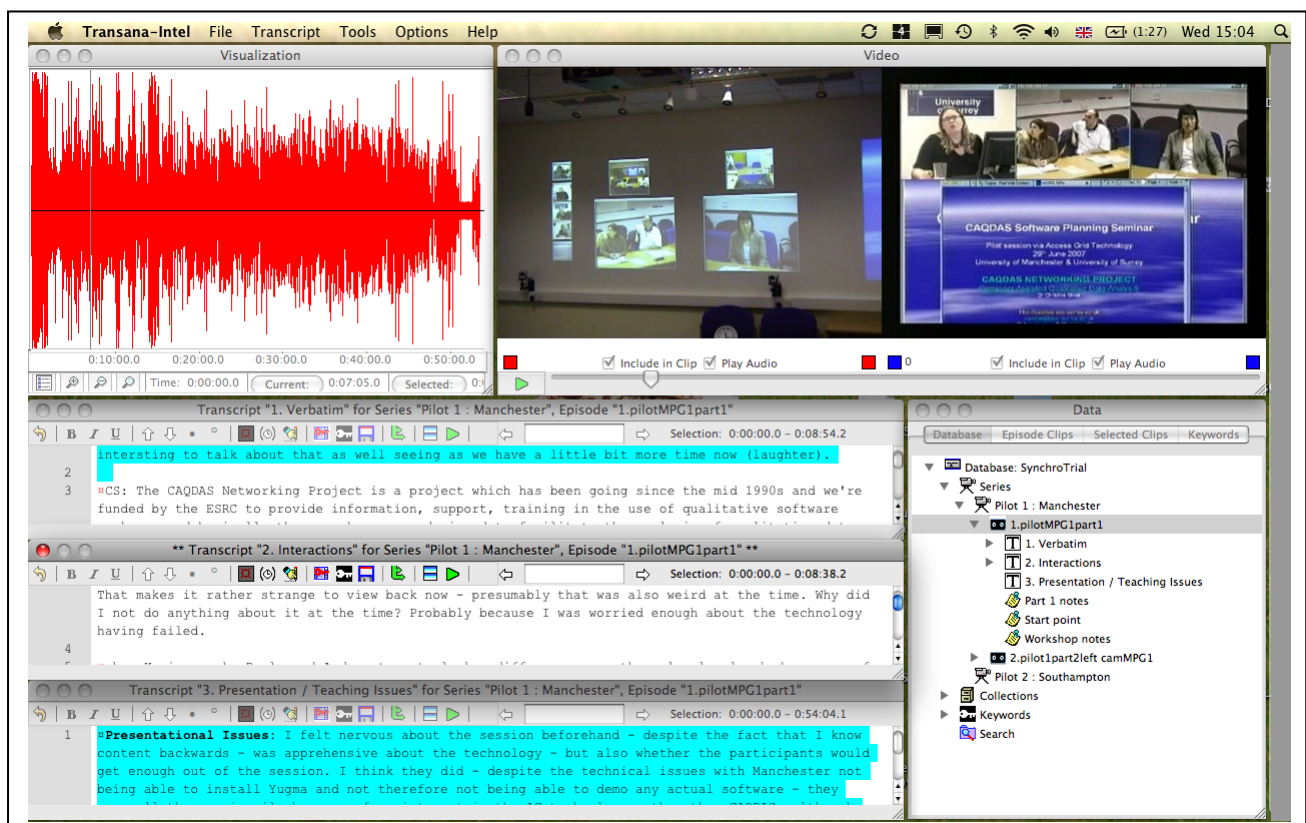 Transana-Intel File Transcript Tools Options Help
4 (1:27) Wed 15:04
Visualization
0:10:00.0 0:20:00.0 0:30:00.0 0:40:00.0 0:50:00.0
Time: 0:00:00.0 Current: 0:07:05.0 Selected:
Video
University
CAQDAS Software Planning Seminar
Pilot session via Access Grid Technology
29th June 2007
University of Manchester & University of Surrey
CAQDAS NETWORKING PROJECT
Include in Clip Play Audio 0 Include in Clip Play Audio
Transcript "1. Verbatim" for Series "Pilot 1 : Manchester", Episode "1.pilotMPG1part1"
B I U Selection: 0:00:00.0 - 0:08:54.2
intersting to talk about that as well seeing as we have a little bit more time now (laughter).
2
3 ¤CS: The CAQDAS Networking Project is a project which has been going since the mid 1990s and we're
funded by the ESRC to provide information, support, training in the use of qualitative software
** Transcript "2. Interactions" for Series "Pilot 1 : Manchester", Episode "1.pilotMPG1part1" **
B I U Selection: 0:00:00.0 - 0:08:38.2
That makes it rather strange to view back now - presumably that was also weird at the time. Why did
I not do anything about it at the time? Probably because I was worried enough about the technology
having failed.
4
Transcript "3. Presentation / Teaching Issues" for Series "Pilot 1 : Manchester", Episode "1.pilotMPG1part1"
B I U Selection: 0:00:00.0 - 0:54:04.1
1 ¤Presentational Issues: I felt nervous about the session beforehand - despite the fact that I know
content backwards - was apprehensive about the technology - but also whether the participants would
get enough out of the session. I think they did - despite the technical issues with Manchester not
being able to install Yugma and not therefore not being able to demo any actual software - they
Data
Database Episode Clips Selected Clips Keywords
Database: SynchroTrial
Series
Pilot 1 : Manchester
1.pilotMPG1part1
1. Verbatim
2. Interactions
3. Presentation / Teaching Issues
Part 1 notes
Start point
Workshop notes
2.pilot1part2left camMPG1
Pilot 2 : Southampton
Collections
Keywords
Search